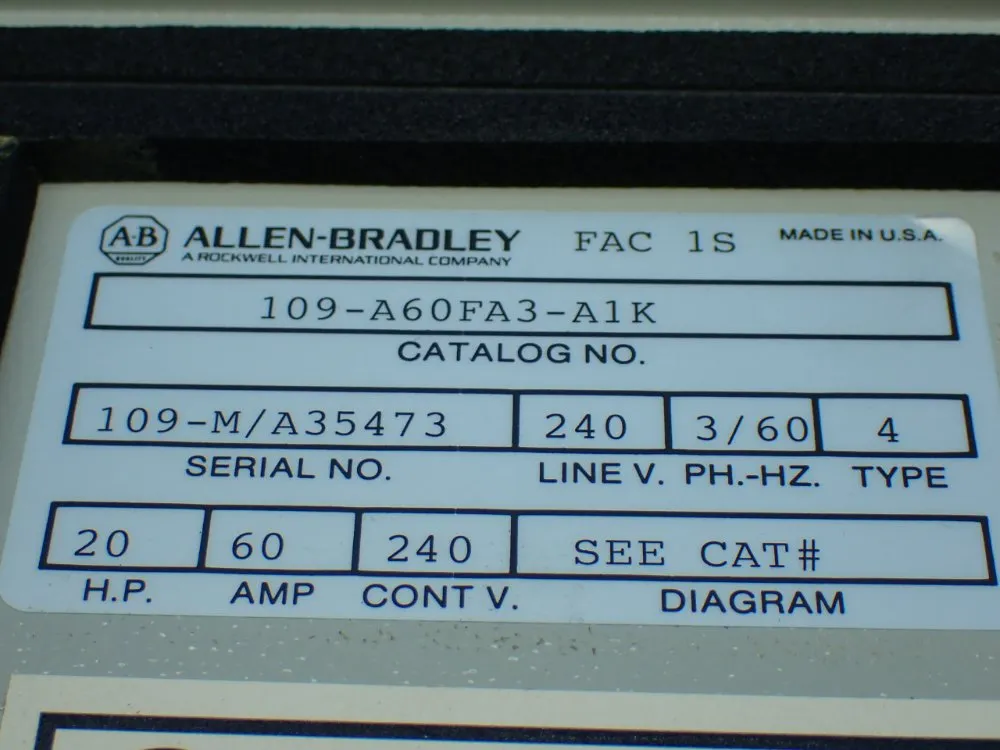 A-B ALLEN-BRADLEY FAC 1S MADE IN U.S.A.
QUALITY
A ROCKWELL INTERNATIONAL COMPANY
109-A60FA3-A1K
CATALOG NO.
109-M/A35473 240 3/60 4
SERIAL NO. LINE V. PH.-HZ. TYPE
20 60 240 SEE CAT#
H.P. AMP CONT V. DIAGRAM